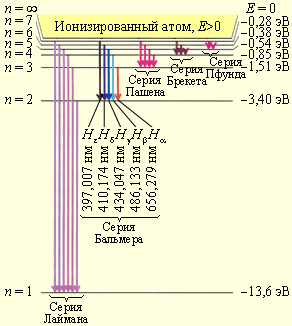 n = ∞ E = 0
n = 7 −0,28 эВ
n = 6 Ионизированный атом, E>0 −0,38 эВ
n = 5 −0,54 эВ
n = 4 −0,85 эВ
n = 3 −1,51 эВ
Серия
Пашена
Серия
Брекета
Серия
Пфунда
n = 2 −3,40 эВ
Hε Hδ Hγ Hβ Hα
397,007 нм
410,174 нм
434,047 нм
486,133 нм
656,279 нм
Серия
Бальмера
n = 1 −13,6 эВ
Серия
Лаймана